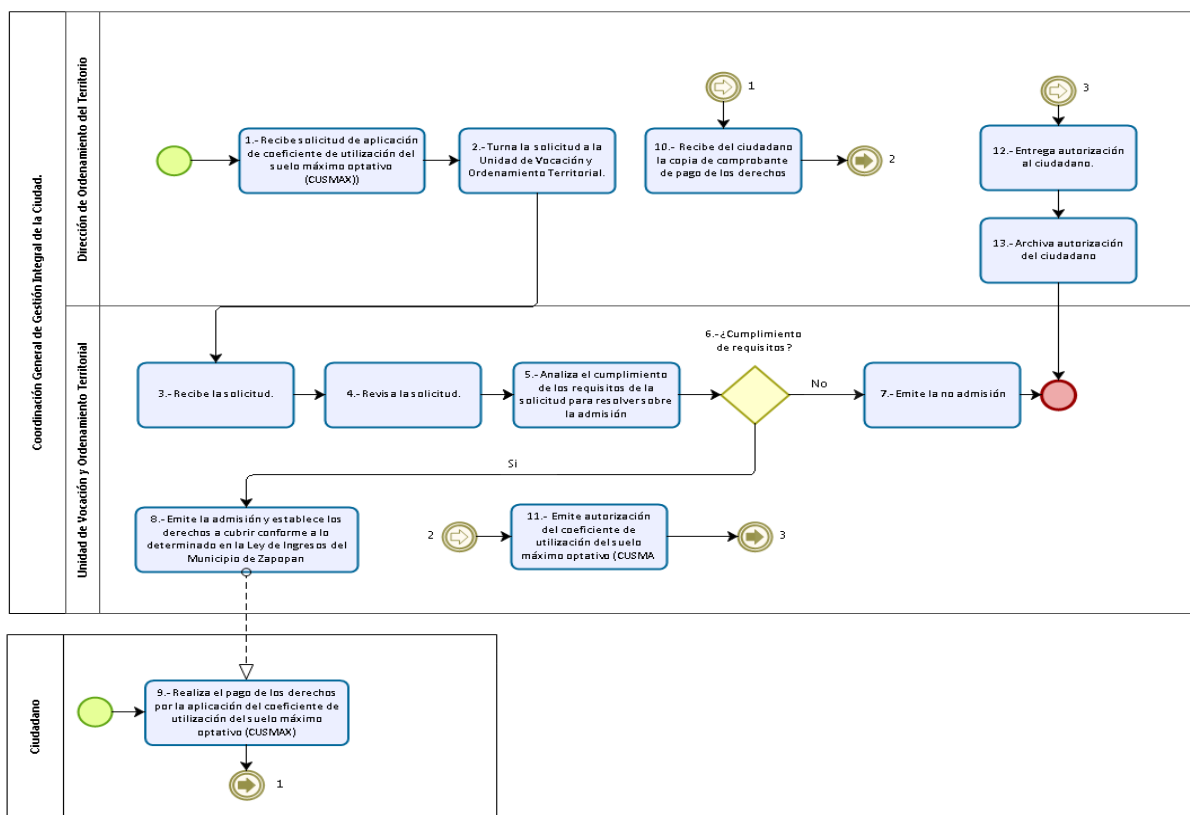 Coordinación General de Gestión Integral de la Ciudad.
Dirección de Ordenamiento del Territorio
1.- Recibe solicitud de aplicación
de coeficiente de utilización del
suelo máximo optativo
(CUSMAX))
2.- Turna la solicitud a la
Unidad de Vocación y
Ordenamiento Territorial.
1
10.- Recibe del ciudadano
la copia de comprobante
de pago de los derechos
2
3
12.- Entrega autorización
al ciudadano.
13.- Archiva autorización
del ciudadano
Unidad de Vocación y Ordenamiento Territorial
3.- Recibe la solicitud.
4.- Revisa la solicitud.
5.- Analiza el cumplimiento
de los requisitos de la
solicitud para resolver sobre
la admisión
6.-¿Cumplimiento
de requisitos?
No
7.- Emite la no admisión
Si
8.- Emite la admisión y establece los
derechos a cubrir conforme a lo
determinado en la Ley de Ingresos del
Municipio de Zapopan
2
11.- Emite autorización
del coeficiente de
utilización del suelo
máximo optativo (CUSMA
3
Ciudadano
9.- Realiza el pago de los derechos
por la aplicación del coeficiente de
utilización del suelo máximo
optativo (CUSMAX)
1